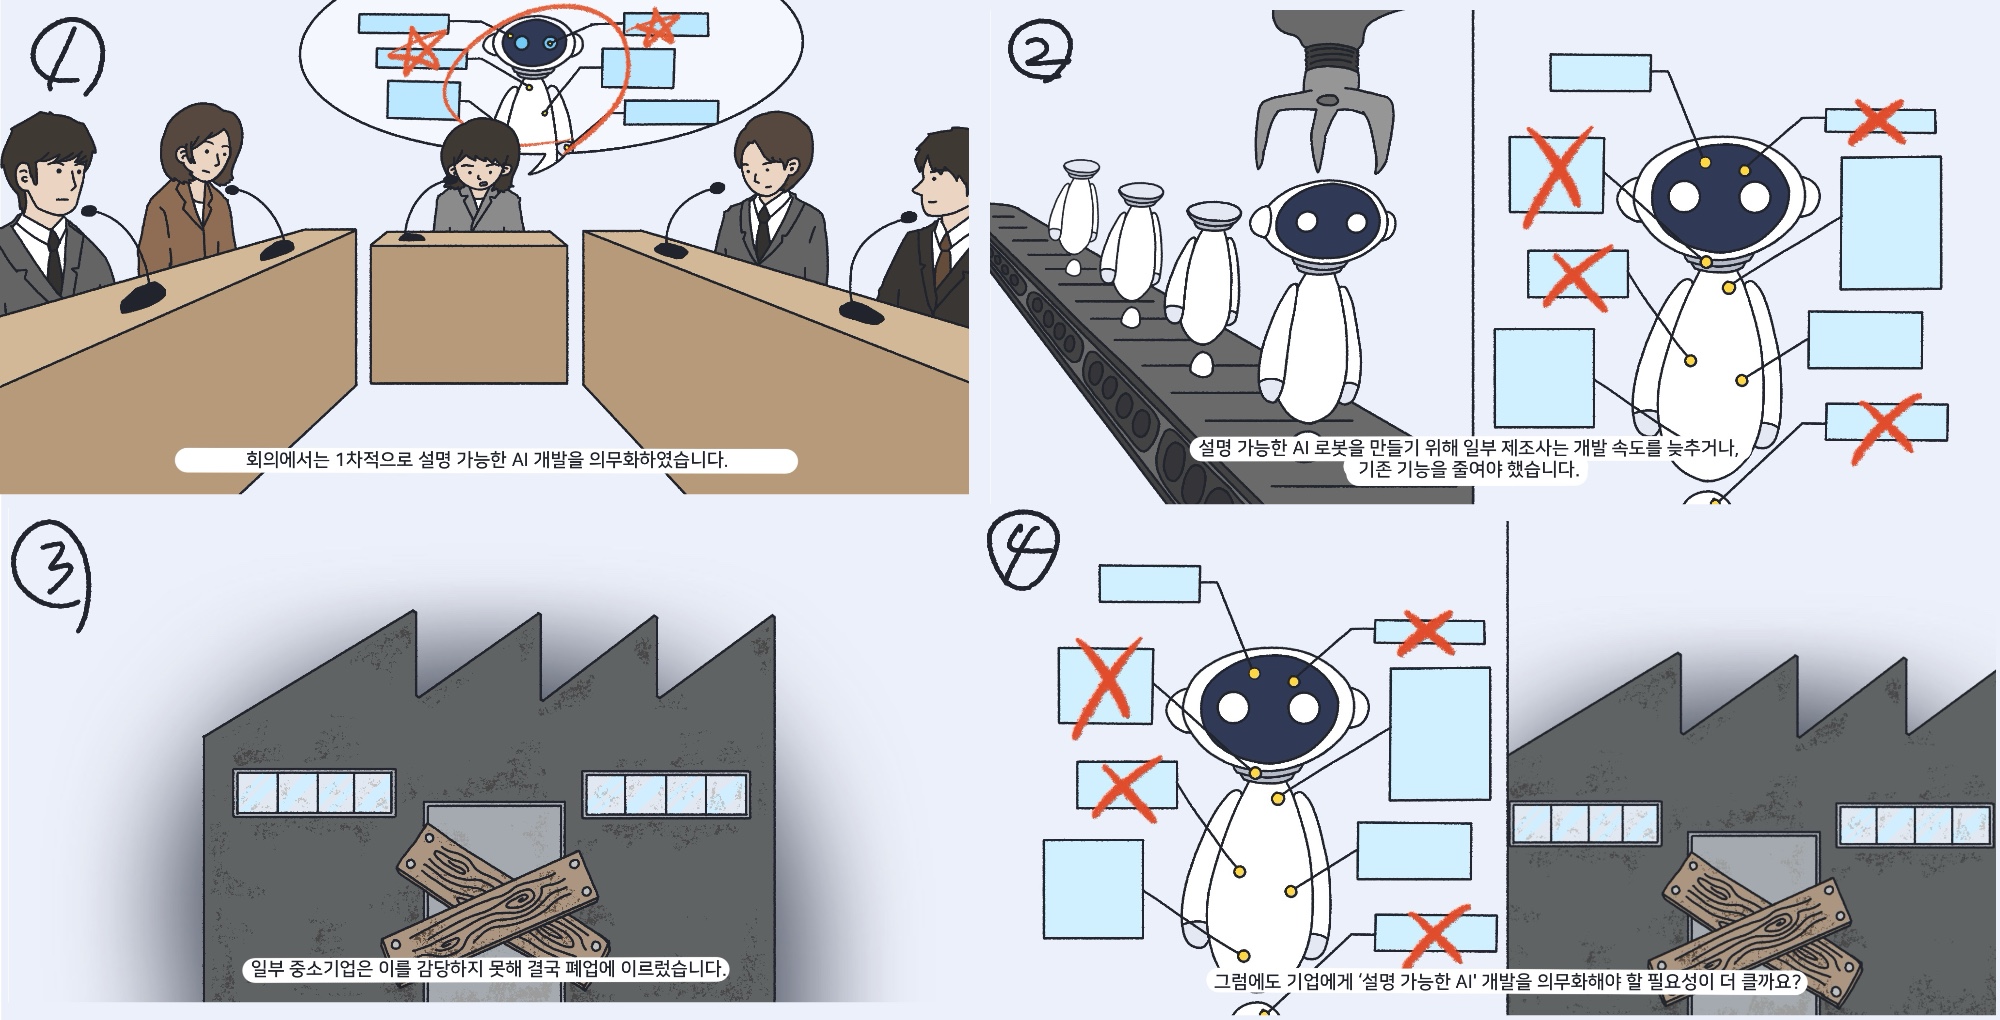 1
회의에서는 1차적으로 설명 가능한 AI 개발을 의무화하였습니다.
2
설명 가능한 AI 로봇을 만들기 위해 일부 제조사는 개발 속도를 늦추거나,
기존 기능을 줄여야 했습니다.
3
일부 중소기업은 이를 감당하지 못해 결국 폐업에 이르렀습니다.
4
그럼에도 기업에게 ‘설명 가능한 AI' 개발을 의무화해야 할 필요성이 더 클까요?